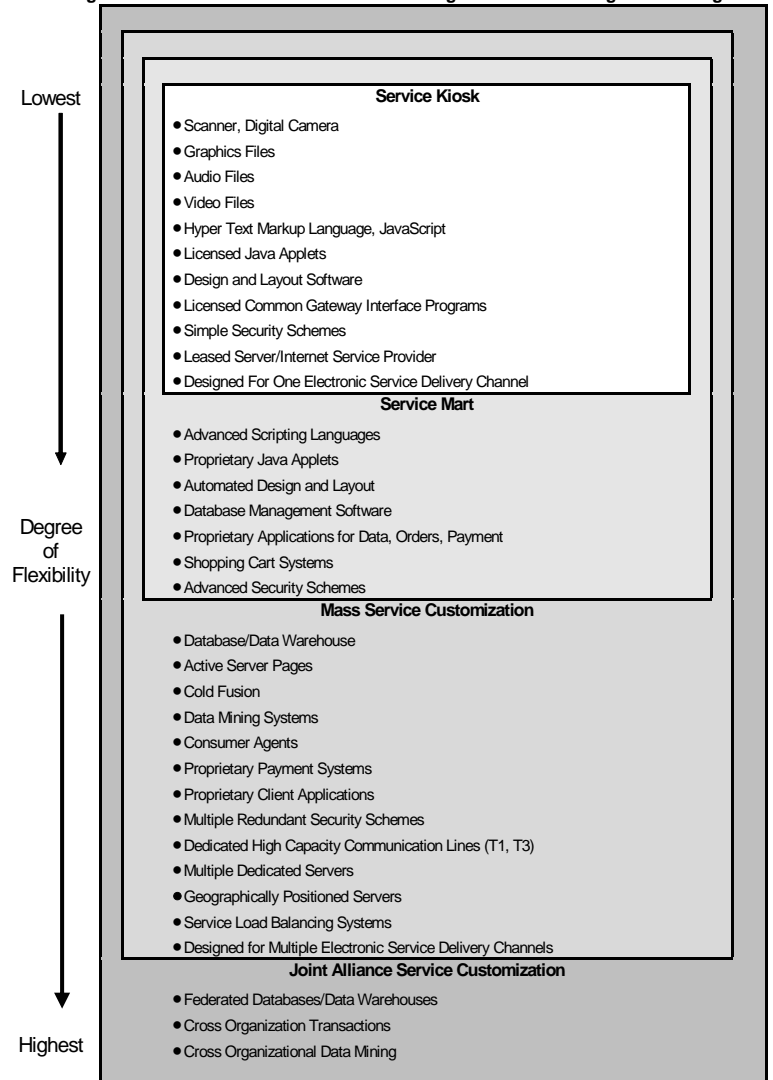 Lowest
Service Kiosk
● Scanner, Digital Camera
● Graphics Files
● Audio Files
● Video Files
● Hyper Text Markup Language, JavaScript
● Licensed Java Applets
● Design and Layout Software
● Licensed Common Gateway Interface Programs
● Simple Security Schemes
● Leased Server/Internet Service Provider
● Designed For One Electronic Service Delivery Channel
Service Mart
● Advanced Scripting Languages
● Proprietary Java Applets
● Automated Design and Layout
● Database Management Software
● Proprietary Applications for Data, Orders, Payment
● Shopping Cart Systems
● Advanced Security Schemes
Degree
of
Flexibility
Mass Service Customization
● Database/Data Warehouse
● Active Server Pages
● Cold Fusion
● Data Mining Systems
● Consumer Agents
● Proprietary Payment Systems
● Proprietary Client Applications
● Multiple Redundant Security Schemes
● Dedicated High Capacity Communication Lines (T1, T3)
● Multiple Dedicated Servers
● Geographically Positioned Servers
● Service Load Balancing Systems
● Designed for Multiple Electronic Service Delivery Channels
Joint Alliance Service Customization
● Federated Databases/Data Warehouses
● Cross Organization Transactions
● Cross Organizational Data Mining
Highest